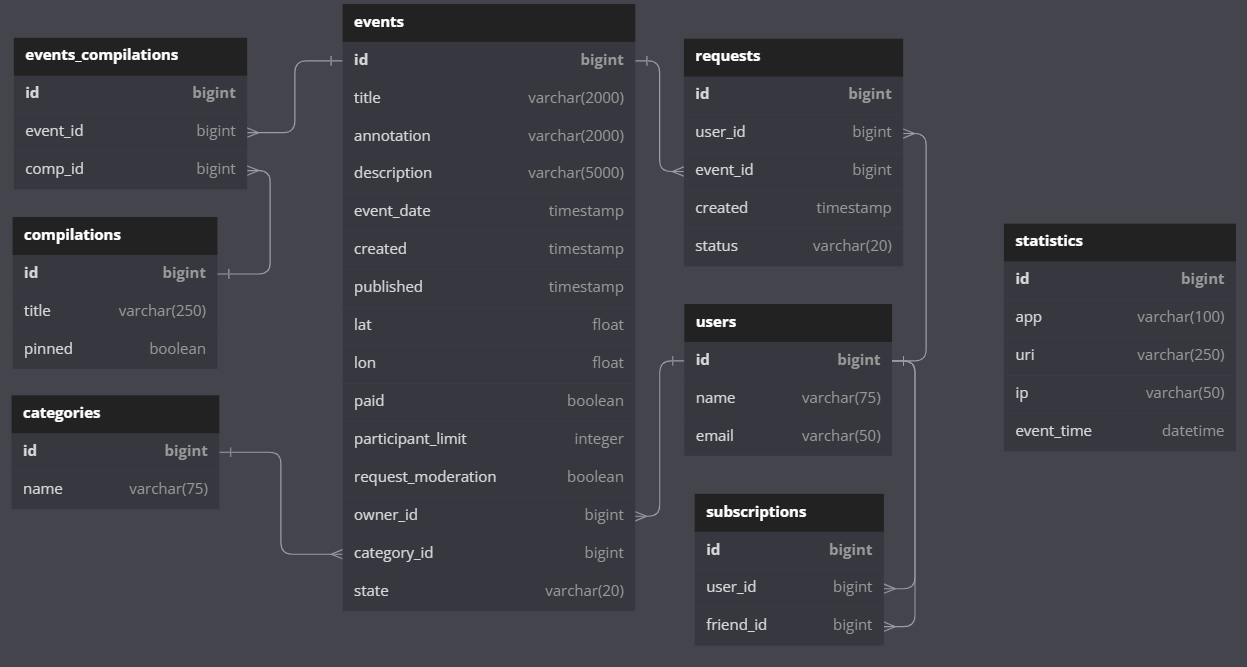 events_compilations
id bigint
event_id bigint
comp_id bigint
compilations
id bigint
title varchar(250)
pinned boolean
categories
id bigint
name varchar(75)
events
id bigint
title varchar(2000)
annotation varchar(2000)
description varchar(5000)
event_date timestamp
created timestamp
published timestamp
lat float
lon float
paid boolean
participant_limit integer
request_moderation boolean
owner_id bigint
category_id bigint
state varchar(20)
requests
id bigint
user_id bigint
event_id bigint
created timestamp
status varchar(20)
users
id bigint
name varchar(75)
email varchar(50)
subscriptions
id bigint
user_id bigint
friend_id bigint
statistics
id bigint
app varchar(100)
uri varchar(250)
ip varchar(50)
event_time datetime